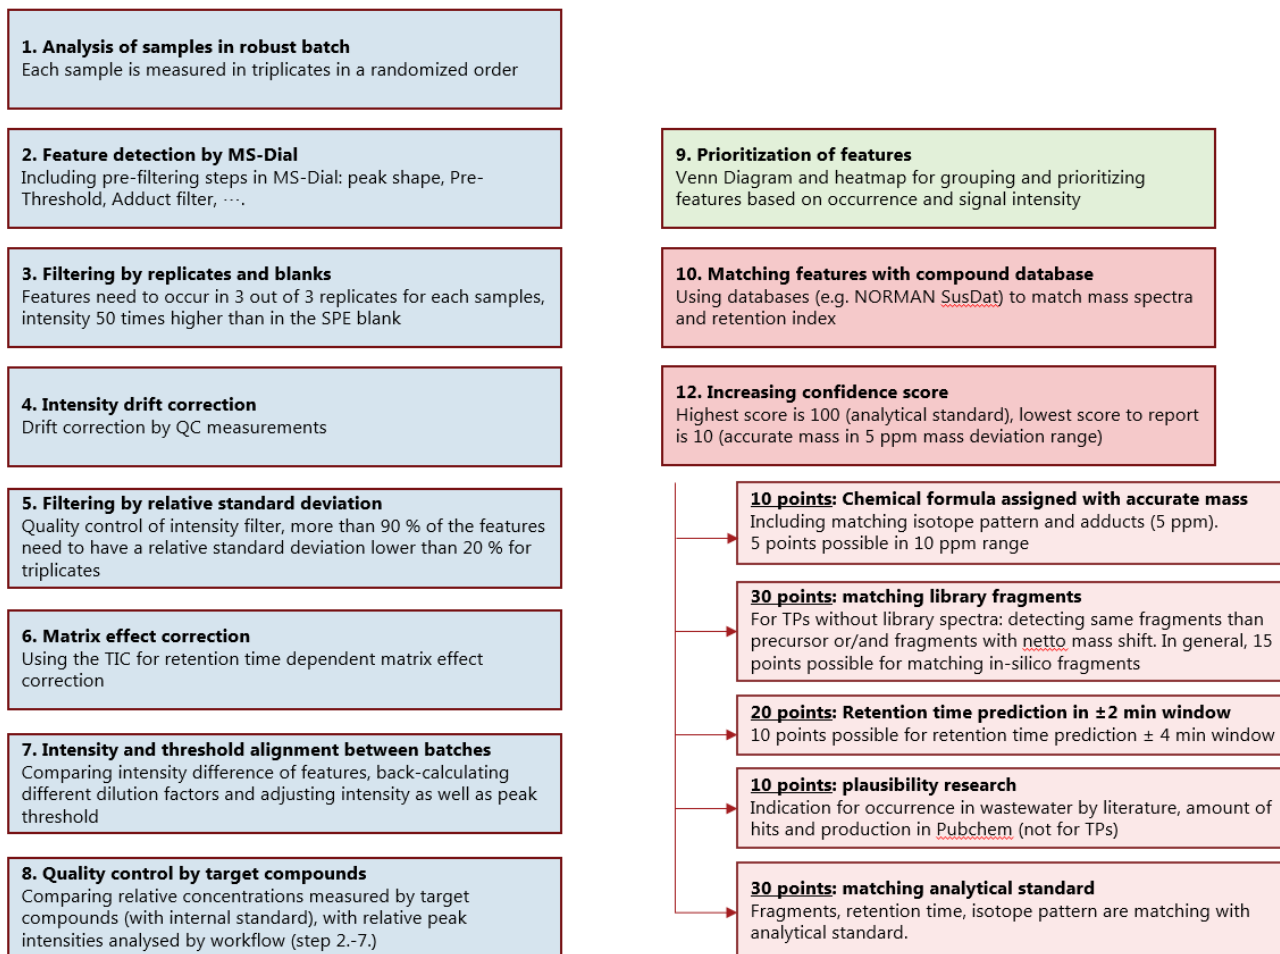 1. Analysis of samples in robust batch
Each sample is measured in triplicates in a randomized order
2. Feature detection by MS-Dial
Including pre-filtering steps in MS-Dial: peak shape, Pre-
Threshold, Adduct filter, ….
3. Filtering by replicates and blanks
Features need to occur in 3 out of 3 replicates for each samples,
intensity 50 times higher than in the SPE blank
4. Intensity drift correction
Drift correction by QC measurements
5. Filtering by relative standard deviation
Quality control of intensity filter, more than 90 % of the features
need to have a relative standard deviation lower than 20 % for
triplicates
6. Matrix effect correction
Using the TIC for retention time dependent matrix effect
correction
7. Intensity and threshold alignment between batches
Comparing intensity difference of features, back-calculating
different dilution factors and adjusting intensity as well as peak
threshold
8. Quality control by target compounds
Comparing relative concentrations measured by target
compounds (with internal standard), with relative peak
intensities analysed by workflow (step 2.-7.)
9. Prioritization of features
Venn Diagram and heatmap for grouping and prioritizing
features based on occurrence and signal intensity
10. Matching features with compound database
Using databases (e.g. NORMAN SusDat) to match mass spectra
and retention index
12. Increasing confidence score
Highest score is 100 (analytical standard), lowest score to report
is 10 (accurate mass in 5 ppm mass deviation range)
10 points: Chemical formula assigned with accurate mass
Including matching isotope pattern and adducts (5 ppm).
5 points possible in 10 ppm range
30 points: matching library fragments
For TPs without library spectra: detecting same fragments than
precursor or/and fragments with netto mass shift. In general, 15
points possible for matching in-silico fragments
20 points: Retention time prediction in ±2 min window
10 points possible for retention time prediction ± 4 min window
10 points: plausibility research
Indication for occurrence in wastewater by literature, amount of
hits and production in Pubchem (not for TPs)
30 points: matching analytical standard
Fragments, retention time, isotope pattern are matching with
analytical standard.